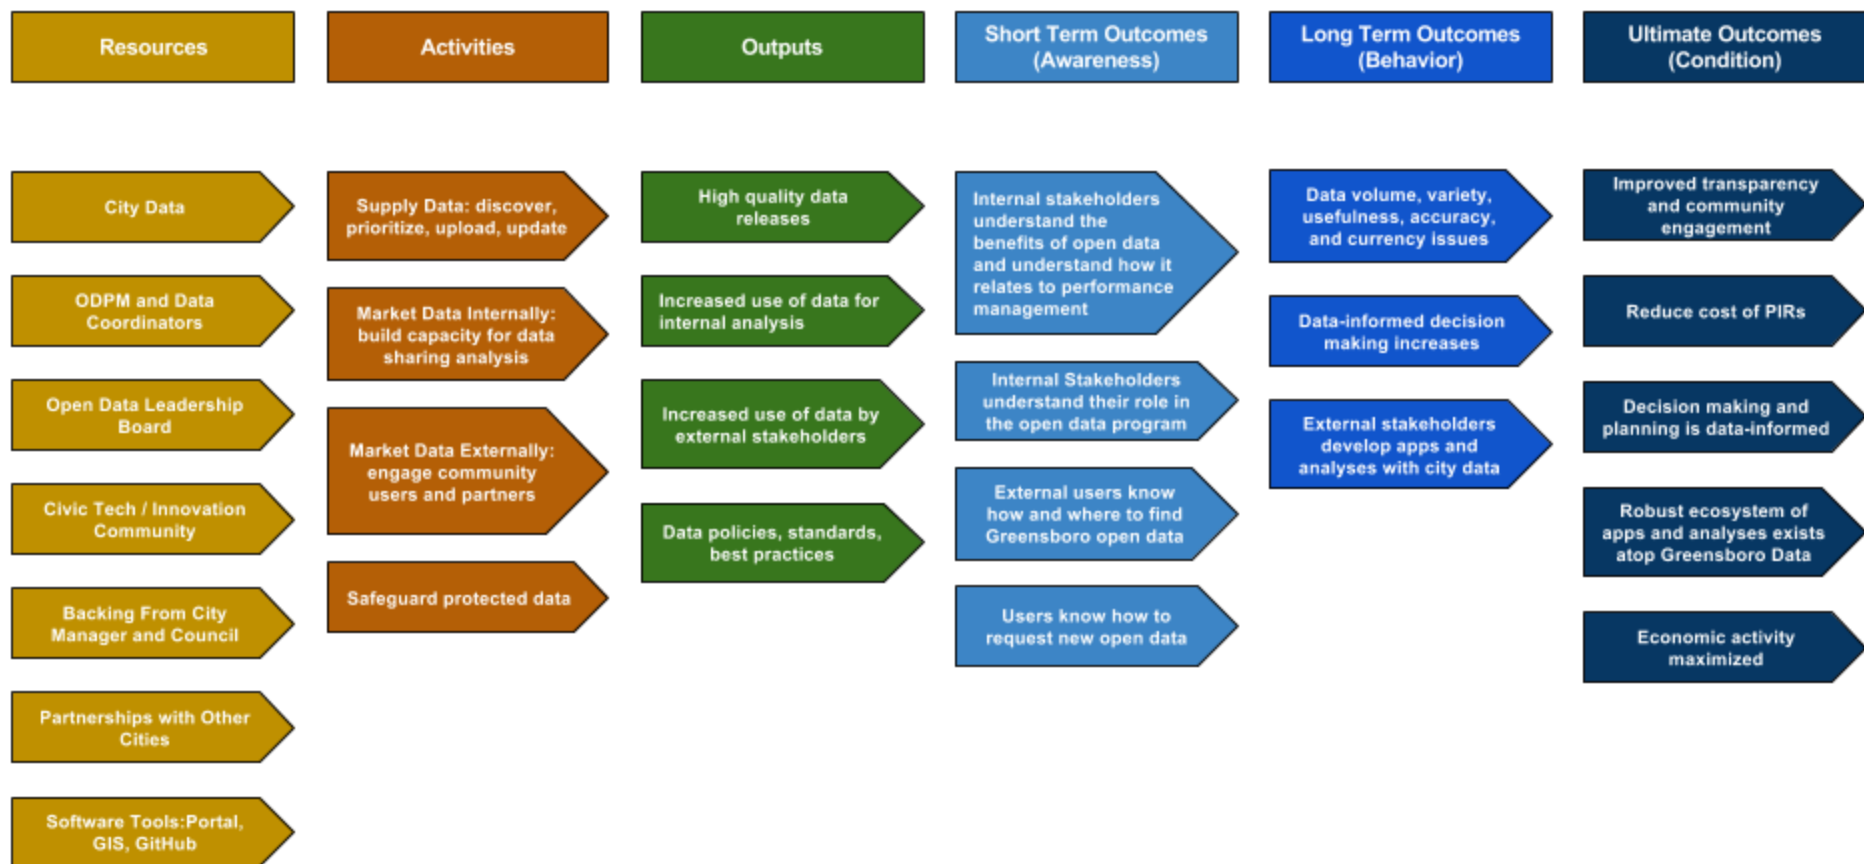 Resources
Activities
Outputs
Short Term Outcomes
(Awareness)
Long Term Outcomes
(Behavior)
Ultimate Outcomes
(Condition)
City Data
ODPM and Data
Coordinators
Open Data Leadership
Board
Civic Tech / Innovation
Community
Backing From City
Manager and Council
Partnerships with Other
Cities
Software Tools:Portal,
GIS, GitHub
Supply Data: discover,
prioritize, upload, update
Market Data Internally:
build capacity for data
sharing analysis
Market Data Externally:
engage community
users and partners
Safeguard protected data
High quality data
releases
Increased use of data for
internal analysis
Increased use of data by
external stakeholders
Data policies, standards,
best practices
Internal stakeholders
understand the
benefits of open data
and understand how it
relates to performance
management
Internal Stakeholders
understand their role in
the open data program
External users know
how and where to find
Greensboro open data
Users know how to
request new open data
Data volume, variety,
usefulness, accuracy,
and currency issues
Data-informed decision
making increases
External stakeholders
develop apps and
analyses with city data
Improved transparency
and community
engagement
Reduce cost of PIRs
Decision making and
planning is data-informed
Robust ecosystem of
apps and analyses exists
atop Greensboro Data
Economic activity
maximized